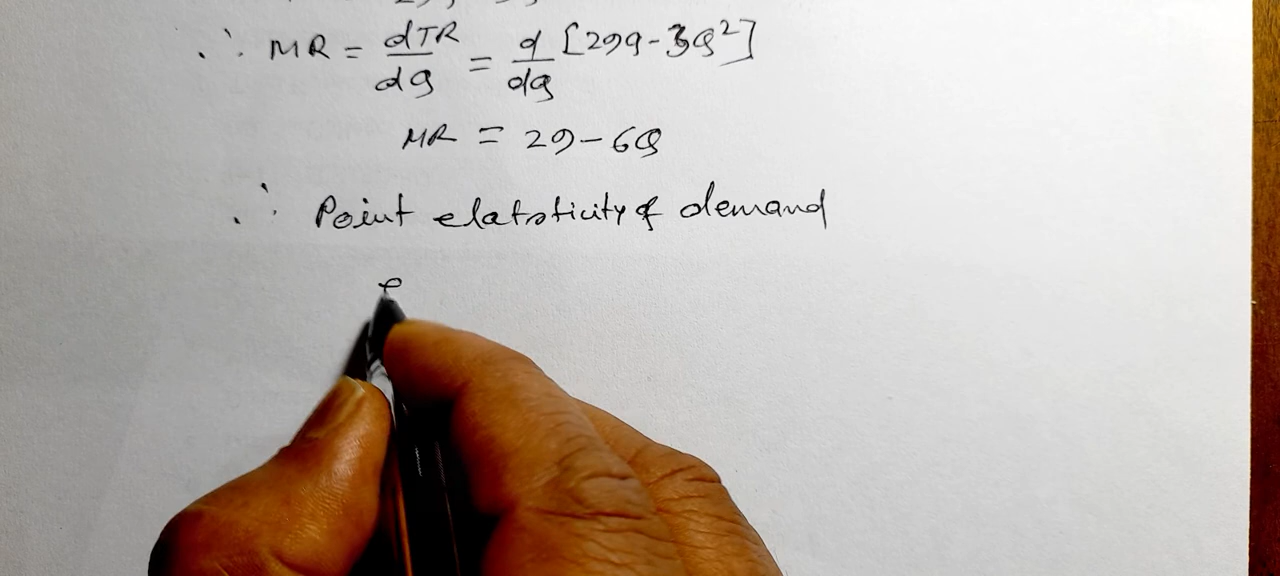 ∴ MR = dTR/dQ = d/dQ [29Q - 3Q²]
MR = 29 - 6Q
∴ Point elatsticity of demand
e